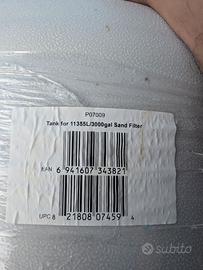 P07009
Tank for 11355L/3000gal Sand Filter
EAN 6 941607 343821
UPC 8 21808 07459 4
subito